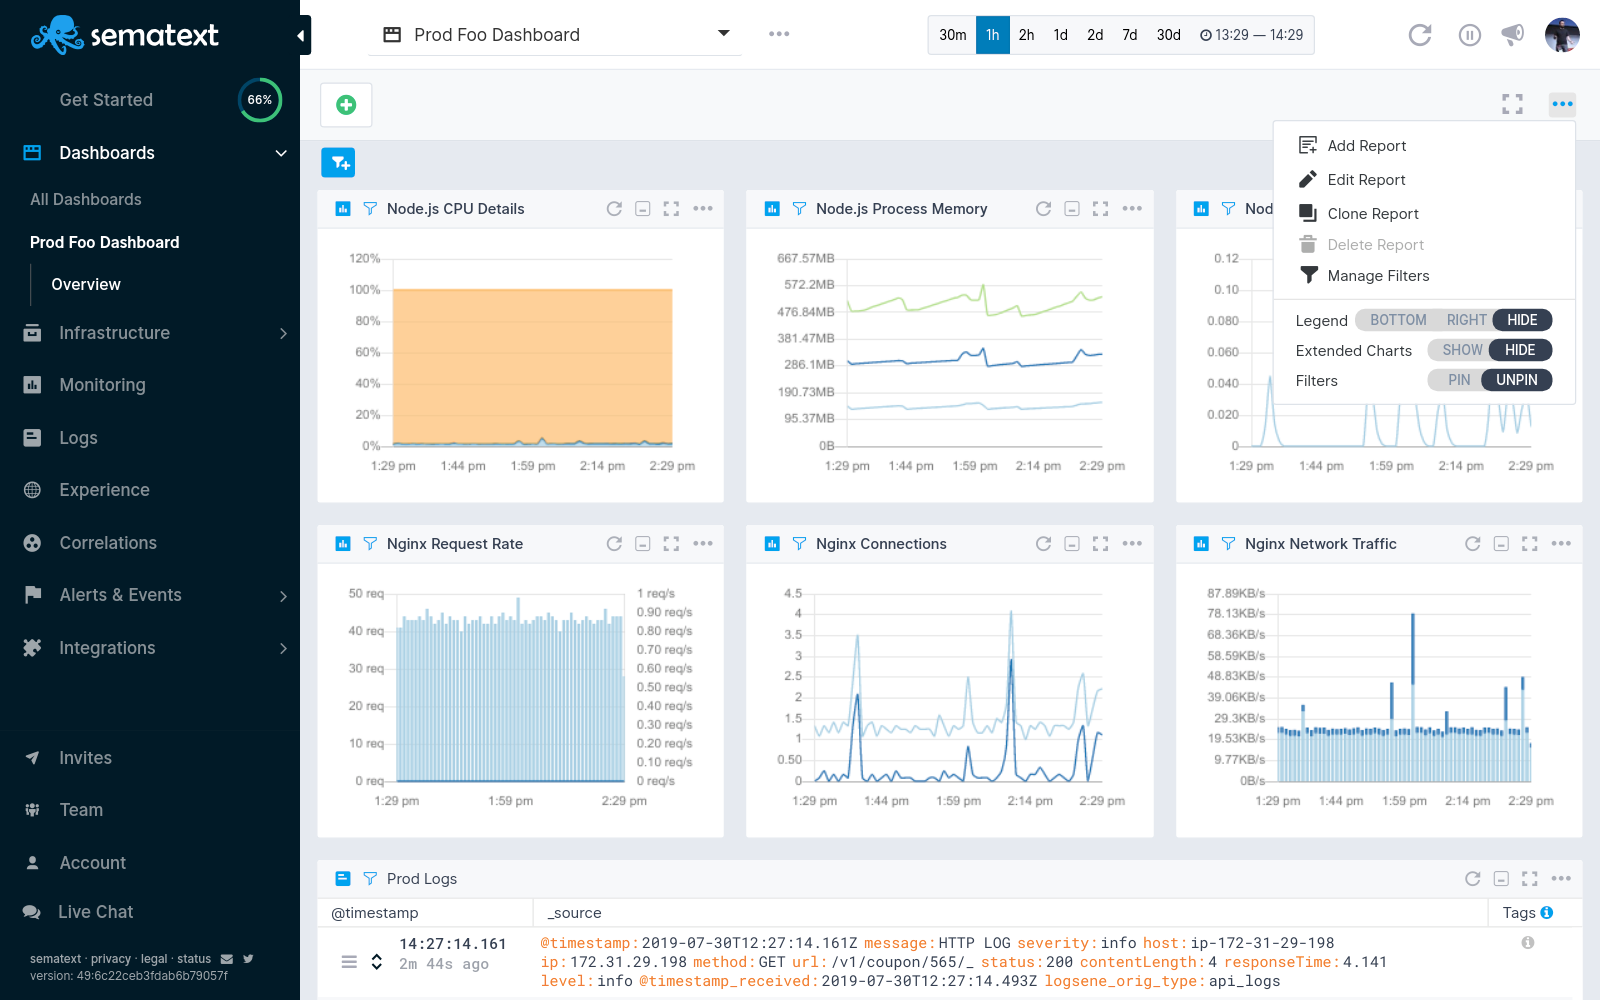 sematext
Prod Foo Dashboard
30m 1h 2h 1d 2d 7d 30d 13:29 — 14:29
Get Started 66%
Dashboards
All Dashboards
Prod Foo Dashboard
Overview
Infrastructure
Monitoring
Logs
Experience
Correlations
Alerts & Events
Integrations
Invites
Team
Account
Live Chat
sematext · privacy · legal · status
version: 49:6c22ceb3fdab6b79057f
Add Report
Edit Report
Clone Report
Delete Report
Manage Filters
Legend BOTTOM RIGHT HIDE
Extended Charts SHOW HIDE
Filters PIN UNPIN
Node.js CPU Details
120%
100%
80%
60%
40%
20%
0%
1:29 pm 1:44 pm 1:59 pm 2:14 pm 2:29 pm
Node.js Process Memory
667.57MB
572.2MB
476.84MB
381.47MB
286.1MB
190.73MB
95.37MB
0B
1:29 pm 1:44 pm 1:59 pm 2:14 pm 2:29 pm
Nod
0.12
0.10
0.080
0.060
0.040
0.020
0
1:29 pm 1:44 pm 1:59 pm 2:14 pm 2:29 pm
Nginx Request Rate
50 req 1 req/s
0.90 req/s
40 req 0.80 req/s
0.70 req/s
30 req 0.60 req/s
0.50 req/s
20 req 0.40 req/s
0.30 req/s
10 req 0.20 req/s
0.10 req/s
0 req 0 req/s
1:29 pm 1:59 pm 2:29 pm
Nginx Connections
4.5
4
3.5
3
2.5
2
1.5
1
0.50
0
1:29 pm 1:44 pm 1:59 pm 2:14 pm 2:29 pm
Nginx Network Traffic
87.89KB/s
78.13KB/s
68.36KB/s
58.59KB/s
48.83KB/s
39.06KB/s
29.3KB/s
19.53KB/s
9.77KB/s
0B/s
1:29 pm 1:44 pm 1:59 pm 2:14 pm 2:29 pm
Prod Logs
@timestamp _source Tags
14:27:14.161 @timestamp:2019-07-30T12:27:14.161Z message:HTTP LOG severity:info host:ip-172-31-29-198
2m 44s ago ip:172.31.29.198 method:GET url:/v1/coupon/565/_ status:200 contentLength:4 responseTime:4.141
level:info @timestamp_received:2019-07-30T12:27:14.493Z logsene_orig_type:api_logs